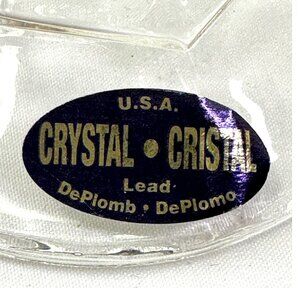 U.S.A.
CRYSTAL • CRISTAL
Lead
DePlomb • DePlomo